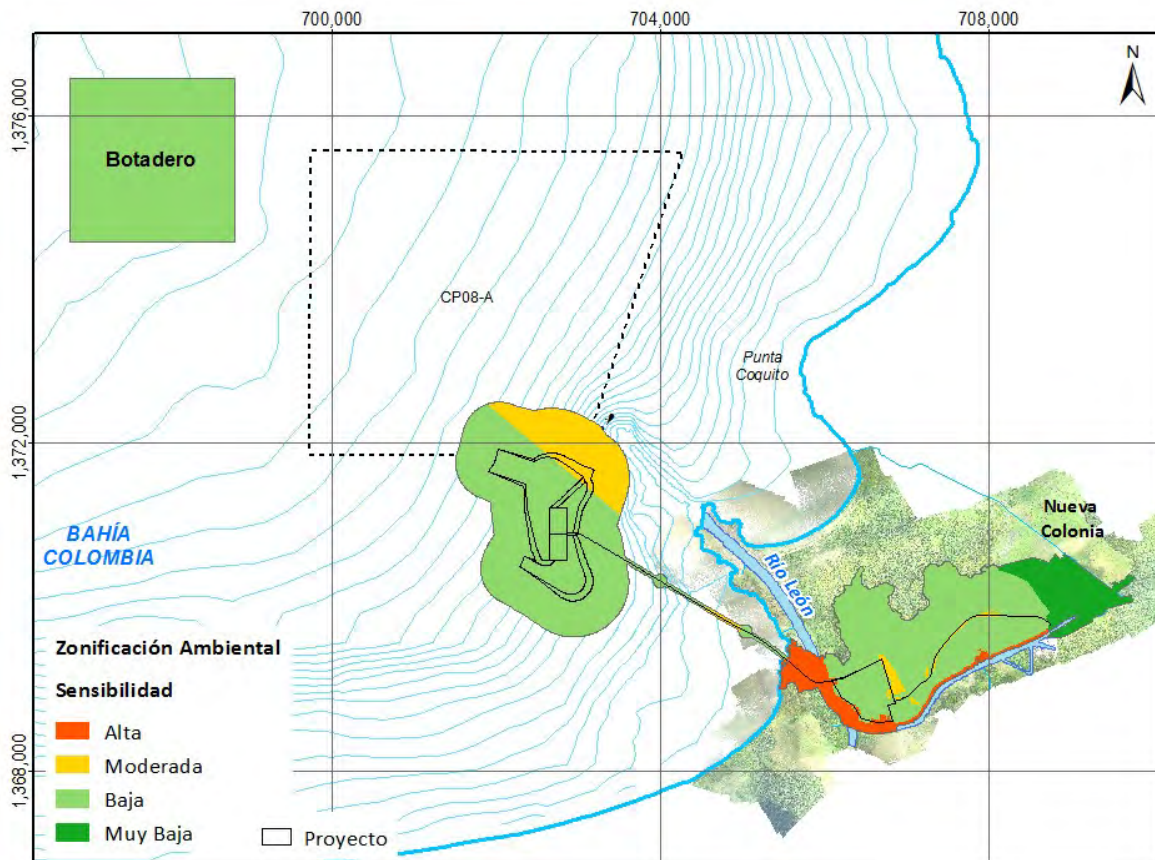 700,000
704,000
708,000
N
1,376,000
Botadero
CP08-A
Punta
Coquito
1,372,000
BAHÍA
COLOMBIA
Nueva
Colonia
Río León
Zonificación Ambiental
Sensibilidad
Alta
Moderada
Baja
Muy Baja
Proyecto
1,368,000